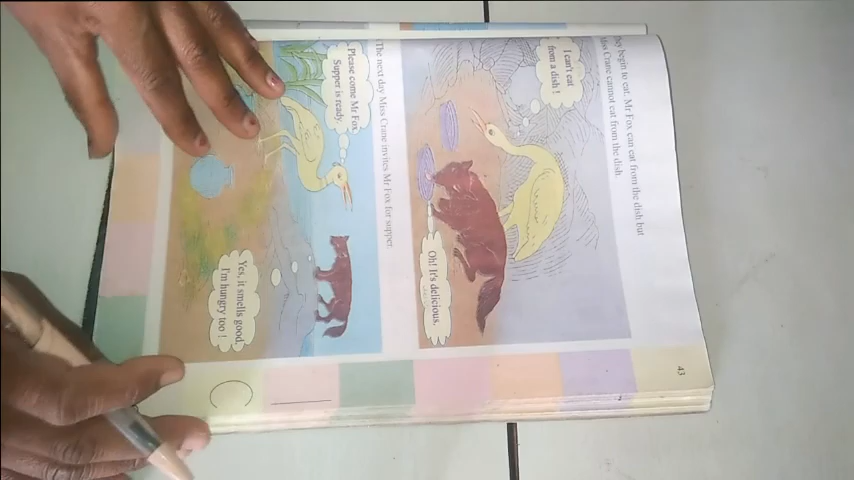 They begin to eat. Mr Fox can eat from the dish but
Miss Crane cannot eat from the dish.
I can't eat
from a dish!
Oh! It's delicious.
The next day Miss Crane invites Mr Fox for supper.
Please come Mr Fox.
Supper is ready.
Yes, it smells good.
I'm hungry too!
43